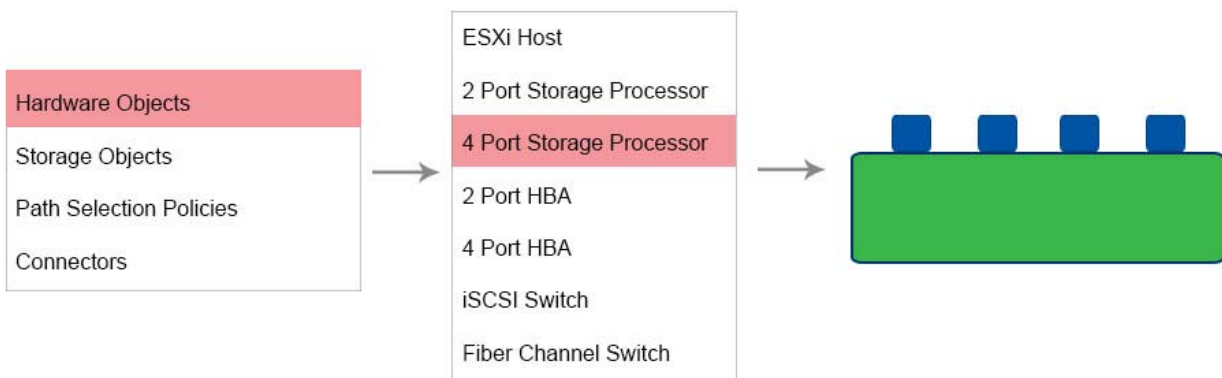 Hardware Objects
Storage Objects
Path Selection Policies
Connectors
ESXi Host
2 Port Storage Processor
4 Port Storage Processor
2 Port HBA
4 Port HBA
iSCSI Switch
Fiber Channel Switch